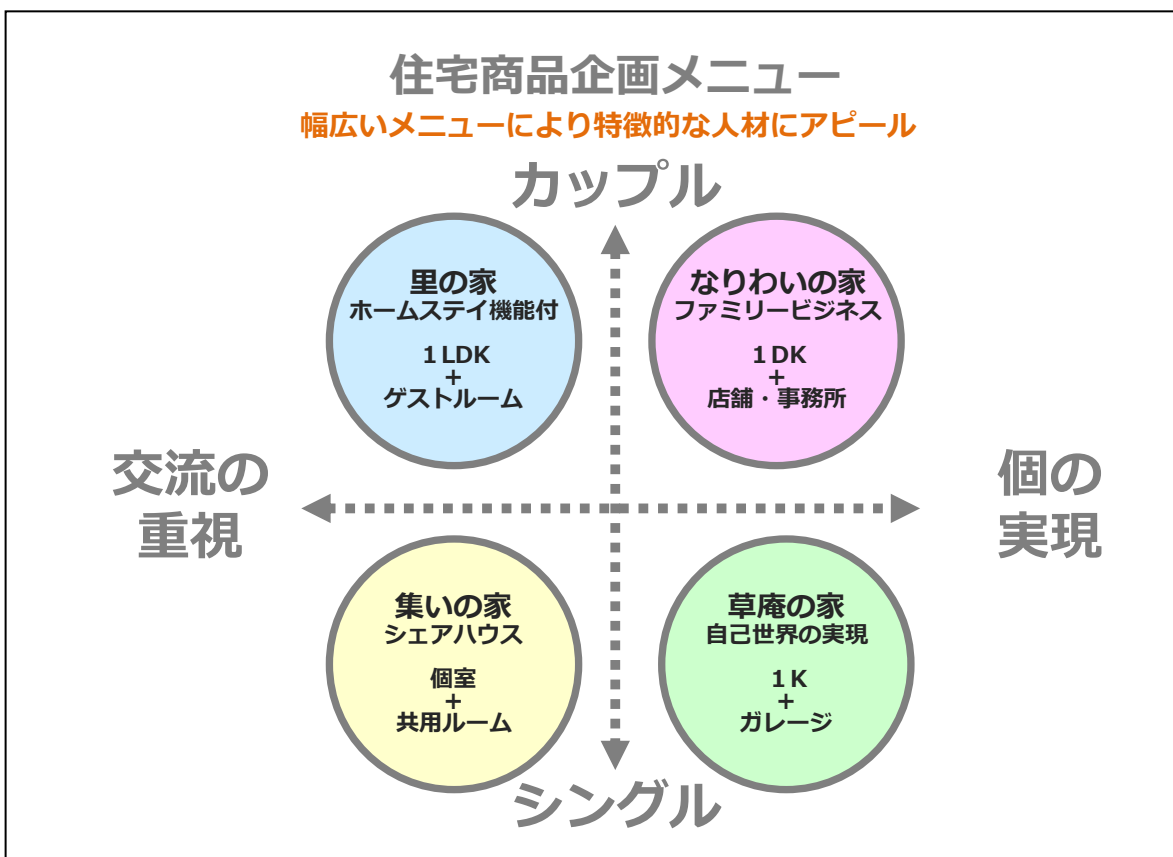 住宅商品企画メニュー
幅広いメニューにより特徴的な人材にアピール
カップル
里の家
ホームステイ機能付
１LDK
+
ゲストルーム
なりわいの家
ファミリービジネス
１DK
+
店舗・事務所
交流の
重視
個の
実現
集いの家
シェアハウス
個室
+
共用ルーム
草庵の家
自己世界の実現
１K
+
ガレージ
シングル